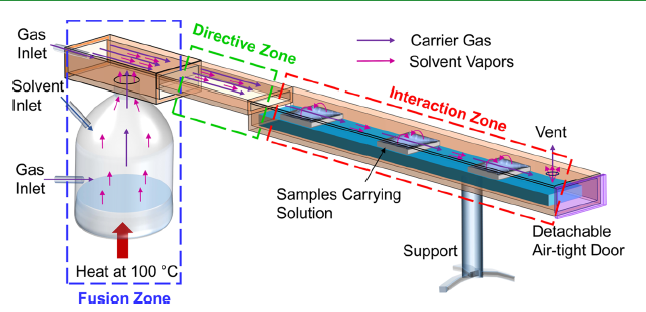 Gas
Inlet
Directive Zone
Carrier Gas
Solvent Vapors
Solvent
Inlet
Interaction Zone
Vent
Gas
Inlet
Samples Carrying
Solution
Support
Detachable
Air-tight Door
Heat at 100 °C
Fusion Zone